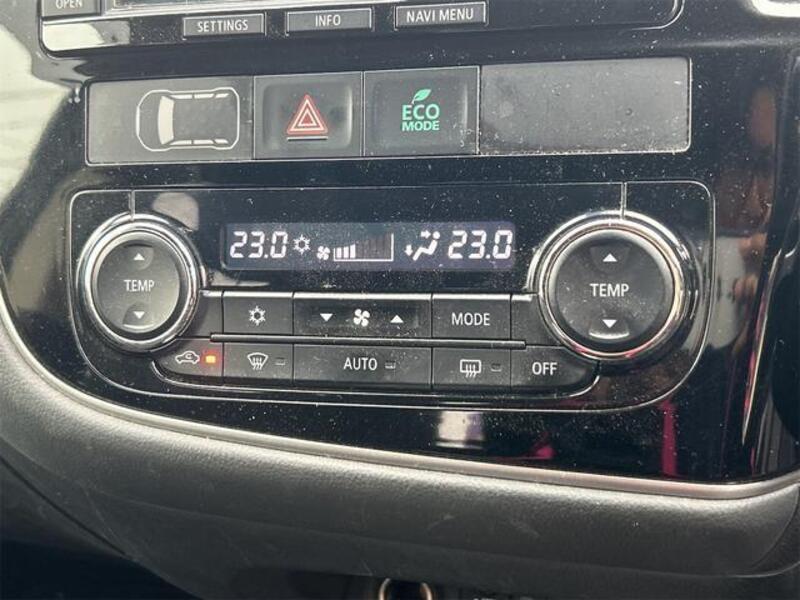 OPEN
SETTINGS
INFO
NAVI MENU
ECO
MODE
23.0
23.0
TEMP
TEMP
MODE
AUTO
OFF